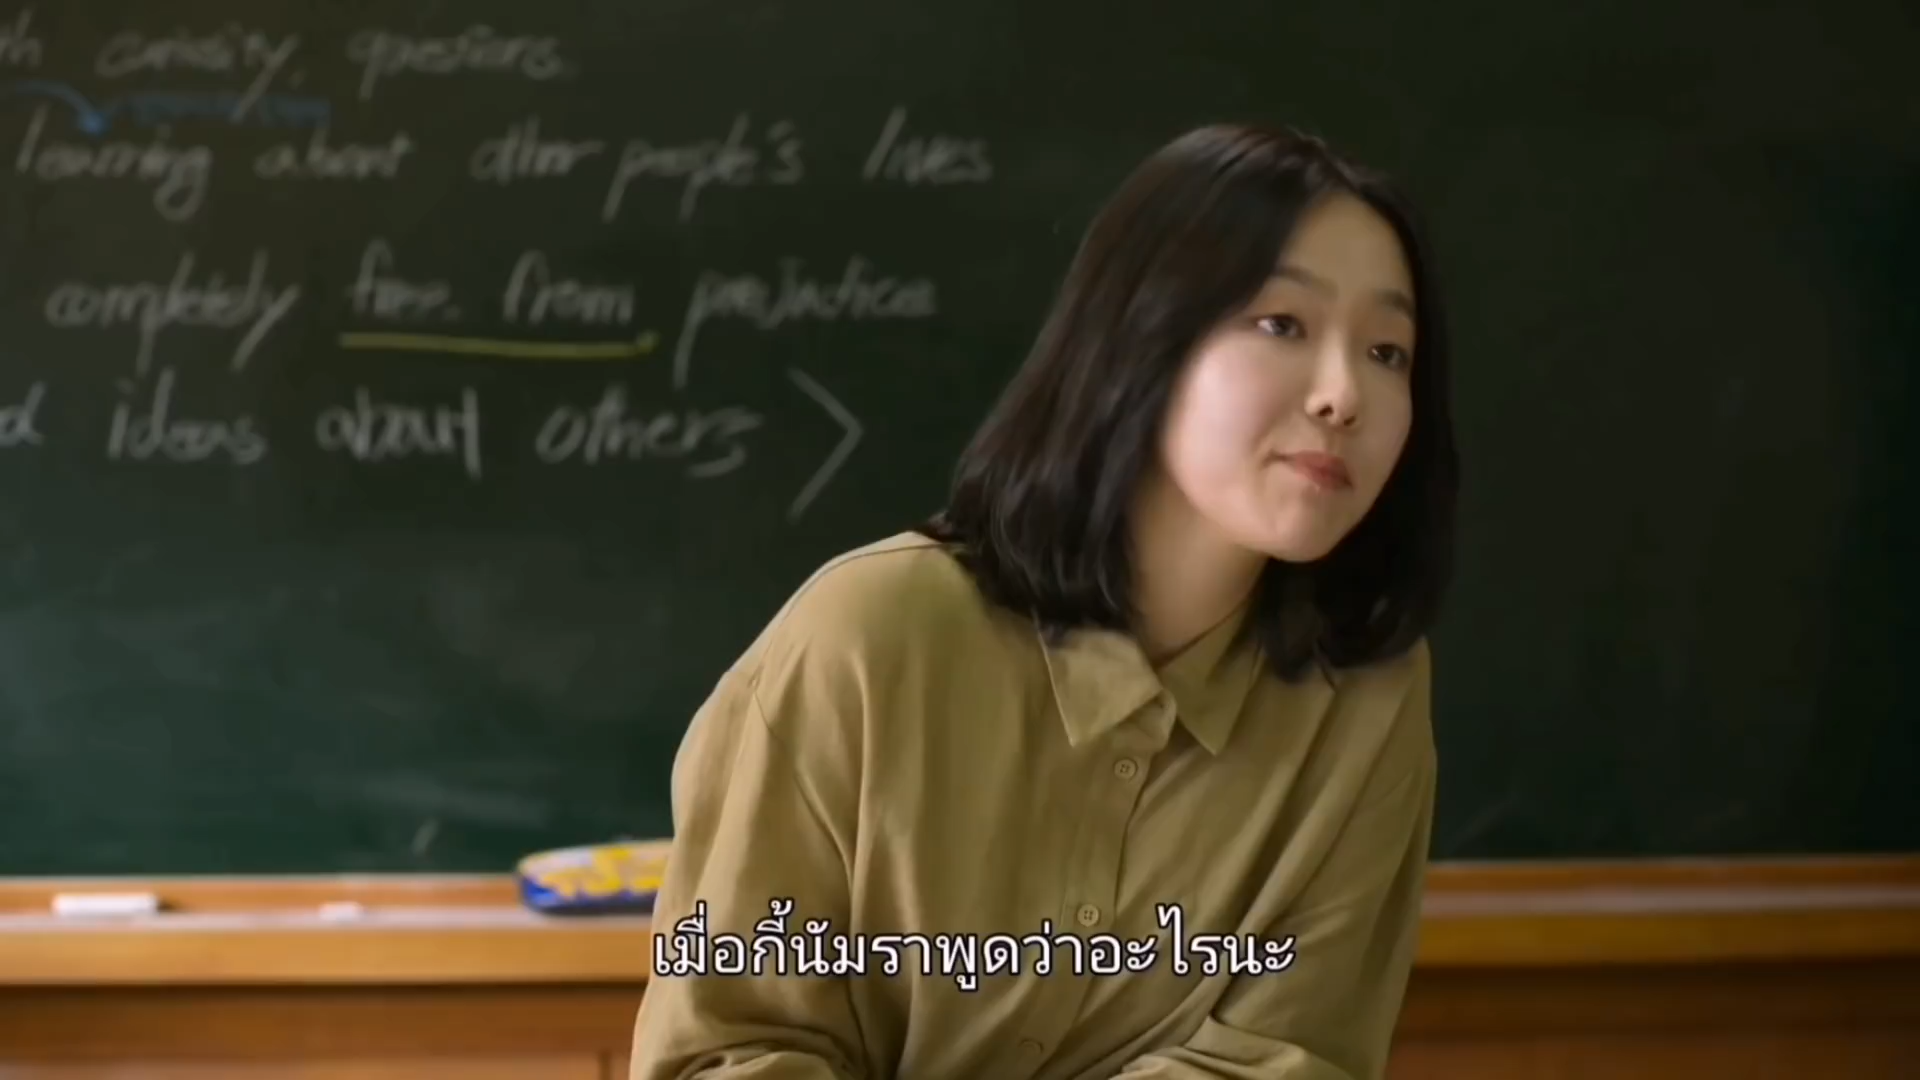 th curiosity, questions.
learning about other people's lives
completely free from prejudices
d ideas about others >
เมื่อกี้นัมราพูดว่าอะไรนะ